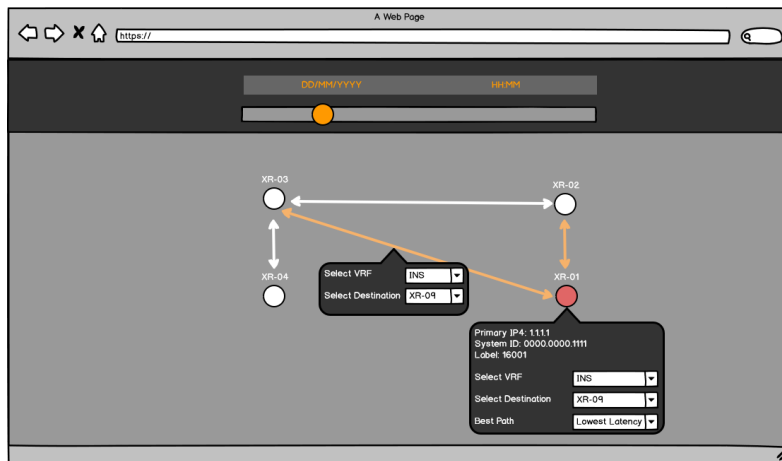 A Web Page
https://
DD/MM/YYYY HH:MM
XR-03
XR-02
XR-04
XR-01
Select VRF INS
Select Destination XR-09
Primary IP4: 1.1.1.1
System ID: 0000.0000.1111
Label: 16001
Select VRF INS
Select Destination XR-09
Best Path Lowest Latency